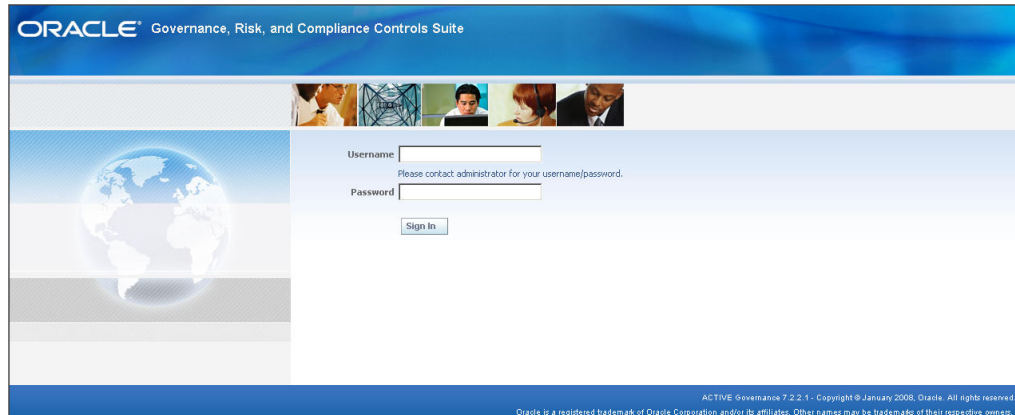 ORACLE® Governance, Risk, and Compliance Controls Suite
Username
Please contact administrator for your username/password.
Password
Sign In
ACTIVE Governance 7.2.2.1 - Copyright © January 2008, Oracle. All rights reserved.
Oracle is a registered trademark of Oracle Corporation and/or its affiliates. Other names may be trademarks of their respective owners.